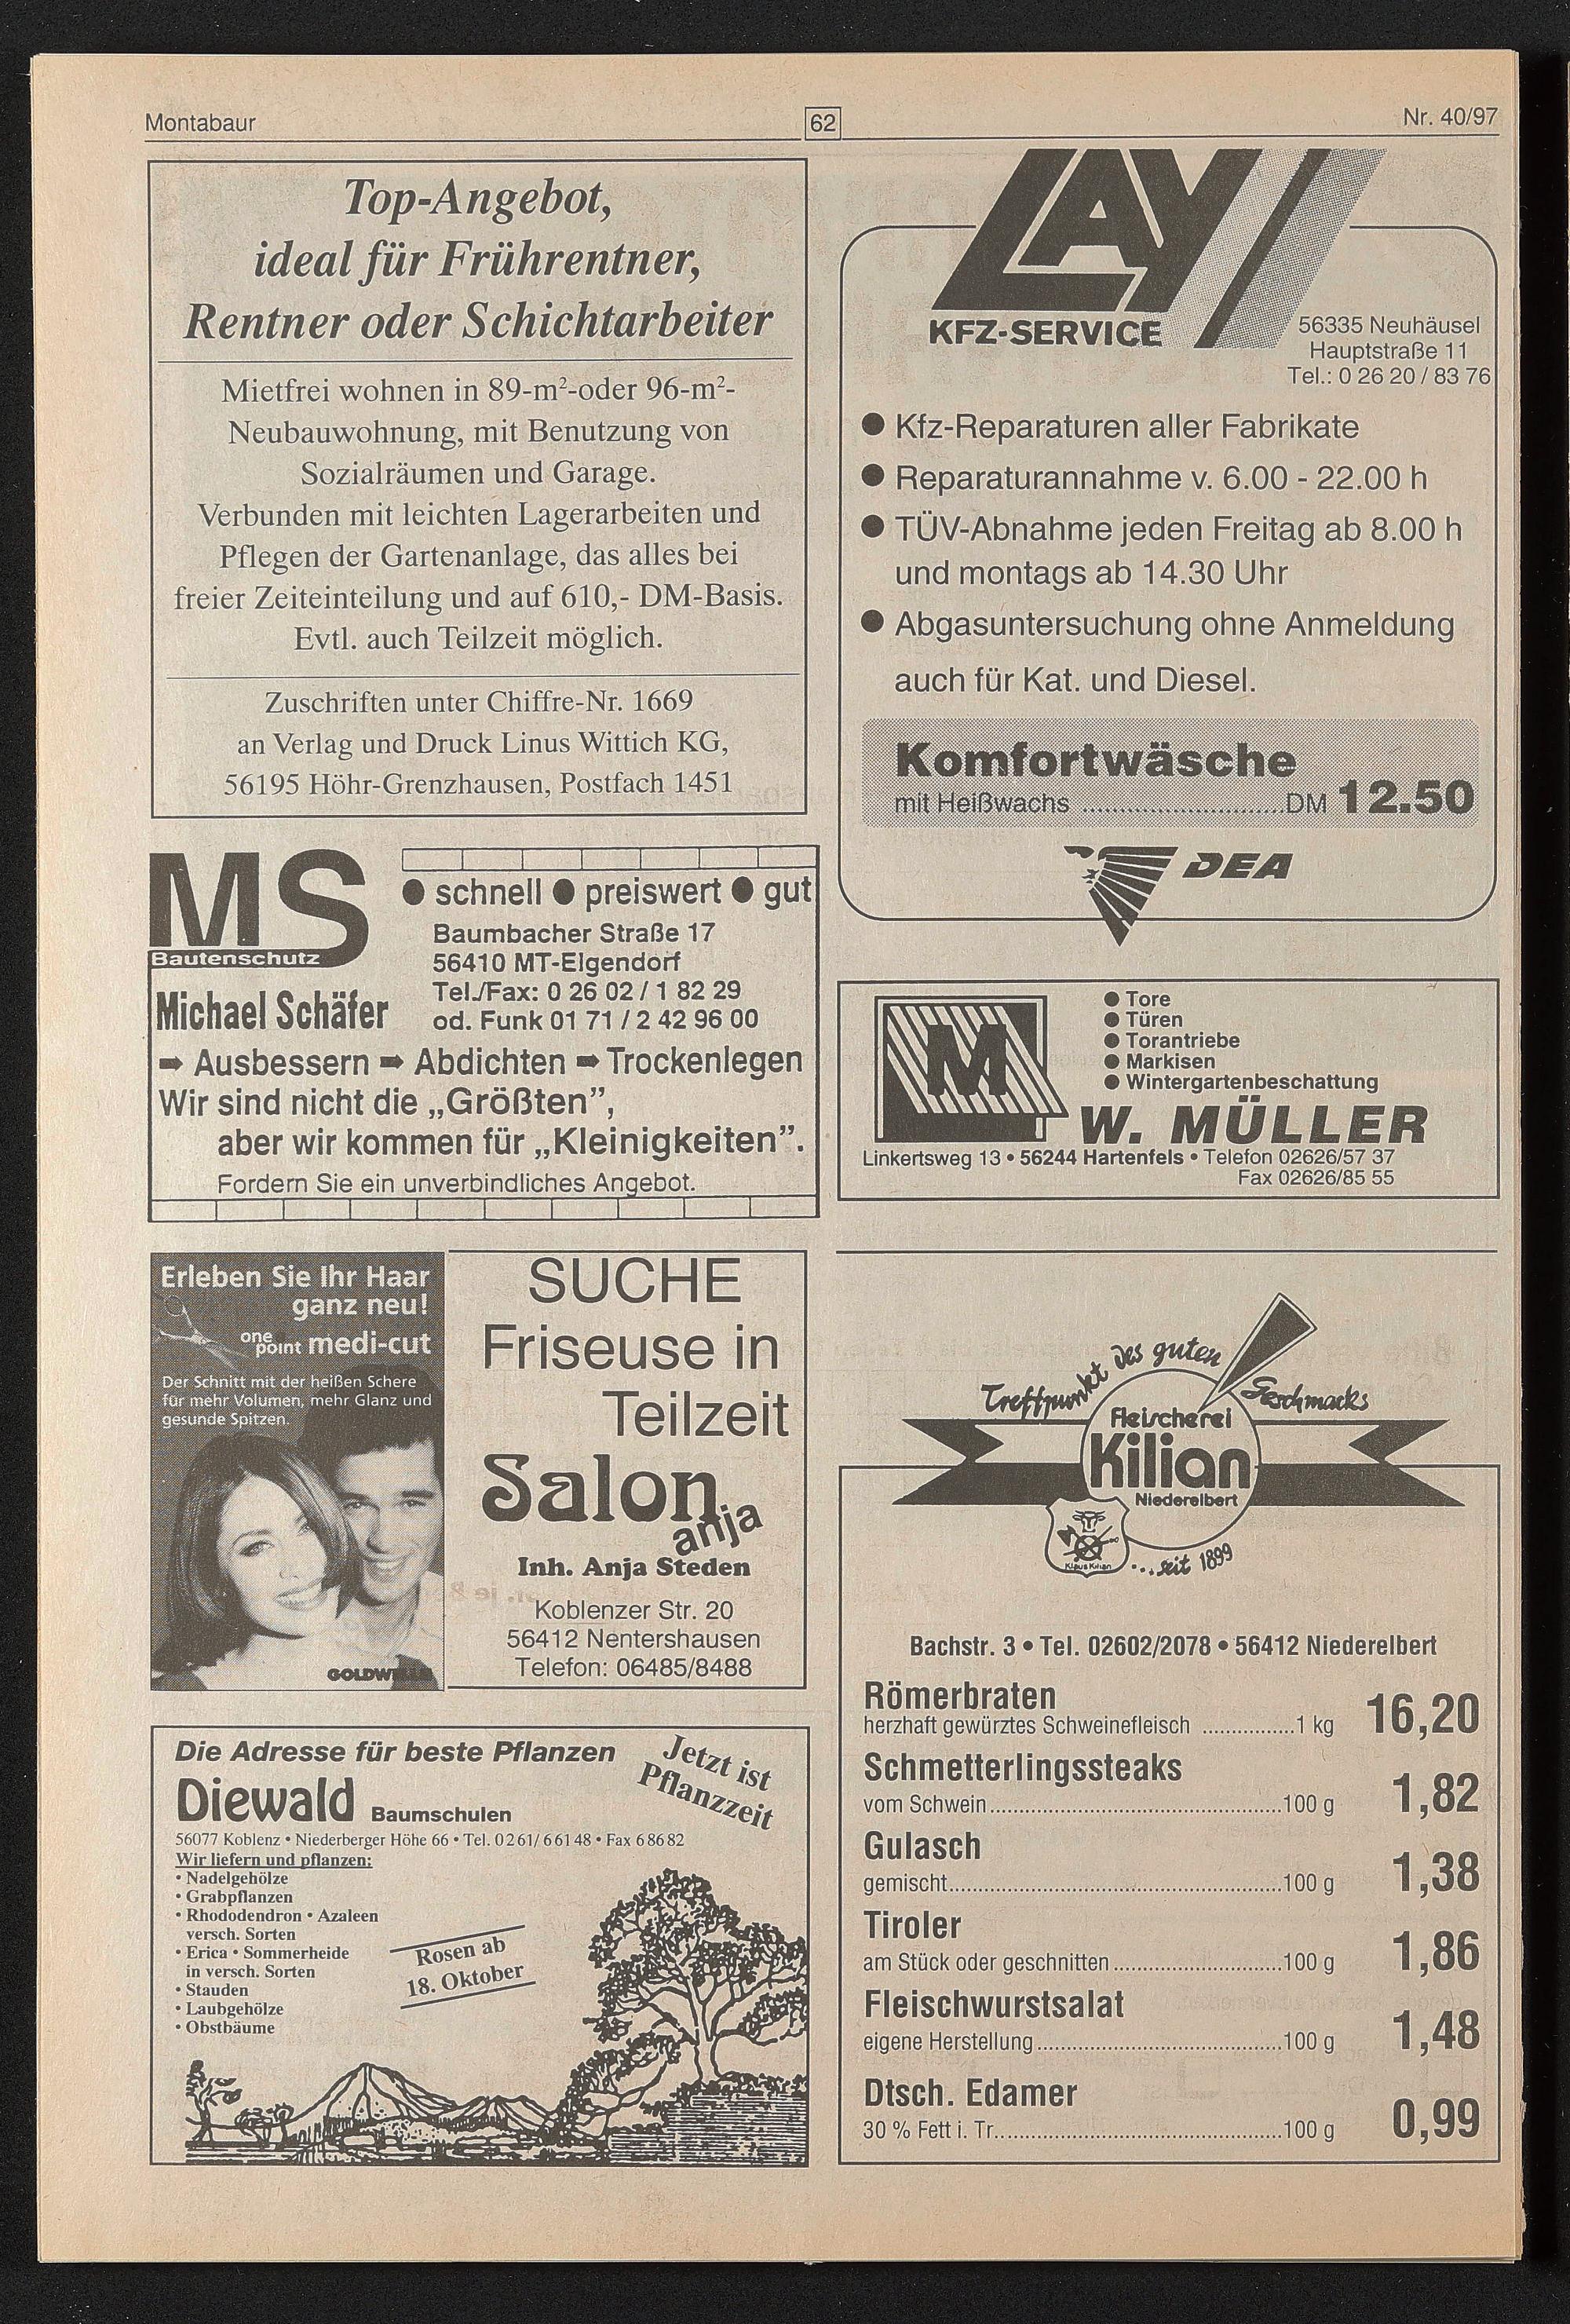 Montabaur
62
Nr. 40/97
Top-Angebot,
ideal für Frührentner,
Rentner oder Schichtarbeiter
Mietfrei wohnen in 89-m²-oder 96-m²-
Neubauwohnung, mit Benutzung von
Sozialräumen und Garage.
Verbunden mit leichten Lagerarbeiten und
Pflegen der Gartenanlage, das alles bei
freier Zeiteinteilung und auf 610,- DM-Basis.
Evtl. auch Teilzeit möglich.
Zuschriften unter Chiffre-Nr. 1669
an Verlag und Druck Linus Wittich KG,
56195 Höhr-Grenzhausen, Postfach 1451
MS
Bautenschutz
Michael Schäfer
● schnell ● preiswert ● gut
Baumbacher Straße 17
56410 MT-Elgendorf
Tel./Fax: 0 26 02 / 1 82 29
od. Funk 01 71 / 2 42 96 00
➡ Ausbessern ➡ Abdichten ➡ Trockenlegen
Wir sind nicht die „Größten”,
aber wir kommen für „Kleinigkeiten”.
Fordern Sie ein unverbindliches Angebot.
Erleben Sie Ihr Haar
ganz neu!
one point medi-cut
Der Schnitt mit der heißen Schere
für mehr Volumen, mehr Glanz und
gesunde Spitzen.
GOLDWELL
SUCHE
Friseuse in
Teilzeit
Salon
anja
Inh. Anja Steden
Koblenzer Str. 20
56412 Nentershausen
Telefon: 06485/8488
Die Adresse für beste Pflanzen
Jetzt ist
Pflanzzeit
Diewald Baumschulen
56077 Koblenz • Niederberger Höhe 66 • Tel. 0261/66148 • Fax 68682
Wir liefern und pflanzen:
• Nadelgehölze
• Grabpflanzen
• Rhododendron • Azaleen
versch. Sorten
• Erica • Sommerheide
in versch. Sorten
• Stauden
• Laubgehölze
• Obstbäume
Rosen ab
18. Oktober
LAY
KFZ-SERVICE
56335 Neuhäusel
Hauptstraße 11
Tel.: 0 26 20 / 83 76
● Kfz-Reparaturen aller Fabrikate
● Reparaturannahme v. 6.00 - 22.00 h
● TÜV-Abnahme jeden Freitag ab 8.00 h
und montags ab 14.30 Uhr
● Abgasuntersuchung ohne Anmeldung
auch für Kat. und Diesel.
Komfortwäsche
mit Heißwachs ............................DM 12.50
DEA
M
● Tore
● Türen
● Torantriebe
● Markisen
● Wintergartenbeschattung
W. MÜLLER
Linkertsweg 13 • 56244 Hartenfels • Telefon 02626/57 37
Fax 02626/85 55
Treffpunkt des guten Geschmacks
Fleischerei
Kilian
Niederelbert
Klaus Kilian
...seit 1899
Bachstr. 3 • Tel. 02602/2078 • 56412 Niederelbert
Römerbraten
herzhaft gewürztes Schweinefleisch ................1 kg 16,20
Schmetterlingssteaks
vom Schwein..................................................100 g 1,82
Gulasch
gemischt.........................................................100 g 1,38
Tiroler
am Stück oder geschnitten.............................100 g 1,86
Fleischwurstsalat
eigene Herstellung..........................................100 g 1,48
Dtsch. Edamer
30 % Fett i. Tr..................................................100 g 0,99